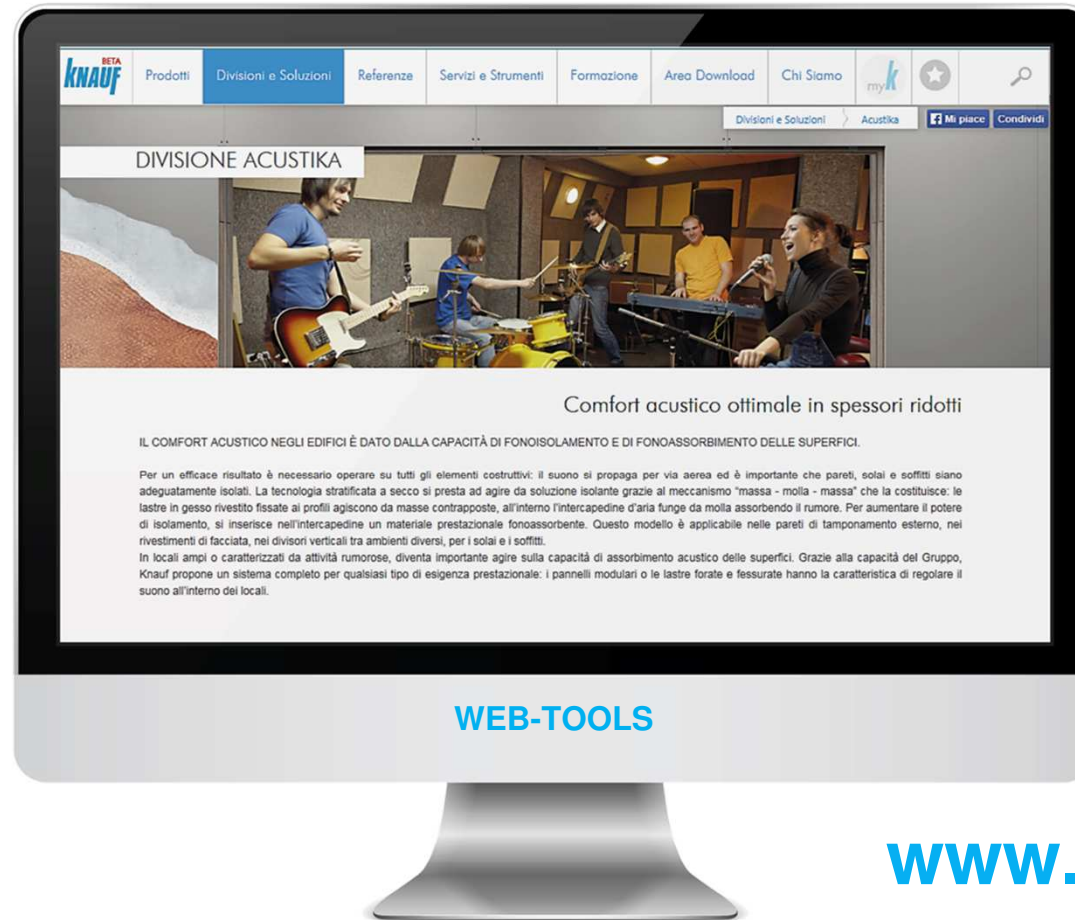 BETA
KNAUF
Prodotti Divisioni e Soluzioni Referenze Servizi e Strumenti Formazione Area Download Chi Siamo myk
Divisioni e Soluzioni Acustika Mi piace Condividi
DIVISIONE ACUSTIKA
Comfort acustico ottimale in spessori ridotti
IL COMFORT ACUSTICO NEGLI EDIFICI È DATO DALLA CAPACITÀ DI FONOISOLAMENTO E DI FONOASSORBIMENTO DELLE SUPERFICI.
Per un efficace risultato è necessario operare su tutti gli elementi costruttivi: il suono si propaga per via aerea ed è importante che pareti, solai e soffitti siano
adeguatamente isolati. La tecnologia stratificata a secco si presta ad agire da soluzione isolante grazie al meccanismo "massa - molla - massa" che la costituisce: le
lastre in gesso rivestito fissate ai profili agiscono da masse contrapposte, all'interno l'intercapedine d'aria funge da molla assorbendo il rumore. Per aumentare il potere
di isolamento, si inserisce nell'intercapedine un materiale prestazionale fonoassorbente. Questo modello è applicabile nelle pareti di tamponamento esterno, nei
rivestimenti di facciata, nei divisori verticali tra ambienti diversi, per i solai e i soffitti.
In locali ampi o caratterizzati da attività rumorose, diventa importante agire sulla capacità di assorbimento acustico delle superfici. Grazie alla capacità del Gruppo,
Knauf propone un sistema completo per qualsiasi tipo di esigenza prestazionale: i pannelli modulari o le lastre forate e fessurate hanno la caratteristica di regolare il
suono all'interno dei locali.
WEB-TOOLS
www.